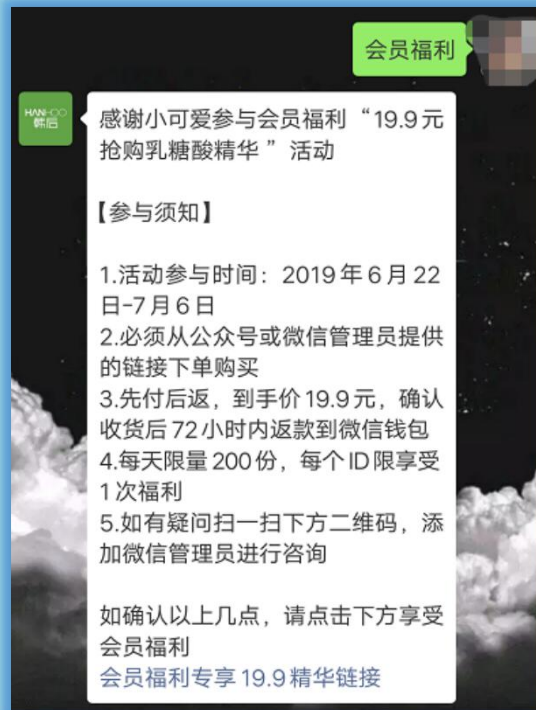 会员福利
HANHOO
韩后
感谢小可爱参与会员福利“19.9元
抢购乳糖酸精华 ”活动
【参与须知】
1.活动参与时间：2019年6月22
日-7月6日
2.必须从公众号或微信管理员提供
的链接下单购买
3.先付后返，到手价19.9元，确认
收货后72小时内返款到微信钱包
4.每天限量200份，每个ID限享受
1次福利
5.如有疑问扫一扫下方二维码，添
加微信管理员进行咨询
如确认以上几点，请点击下方享受
会员福利
会员福利专享19.9精华链接